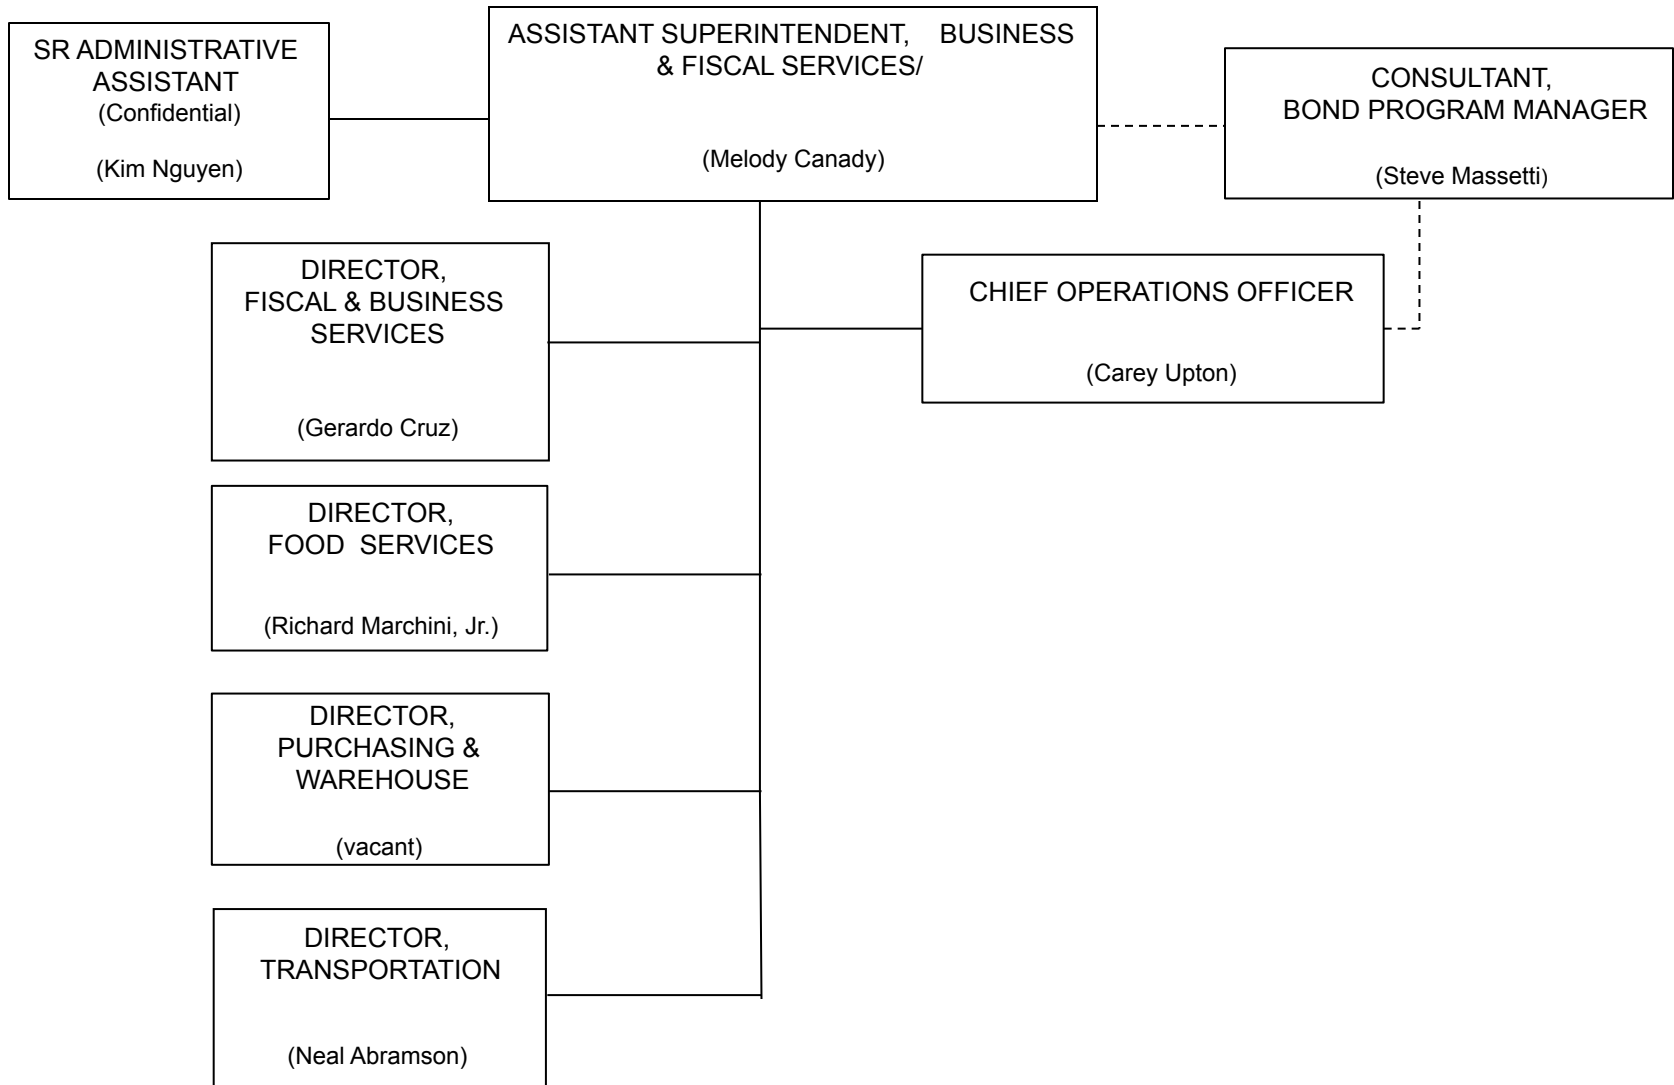 SR ADMINISTRATIVE
ASSISTANT
(Confidential)
(Kim Nguyen)
ASSISTANT SUPERINTENDENT, BUSINESS
& FISCAL SERVICES/
(Melody Canady)
CONSULTANT,
BOND PROGRAM MANAGER
(Steve Massetti)
DIRECTOR,
FISCAL & BUSINESS
SERVICES
(Gerardo Cruz)
CHIEF OPERATIONS OFFICER
(Carey Upton)
DIRECTOR,
FOOD SERVICES
(Richard Marchini, Jr.)
DIRECTOR,
PURCHASING &
WAREHOUSE
(vacant)
DIRECTOR,
TRANSPORTATION
(Neal Abramson)